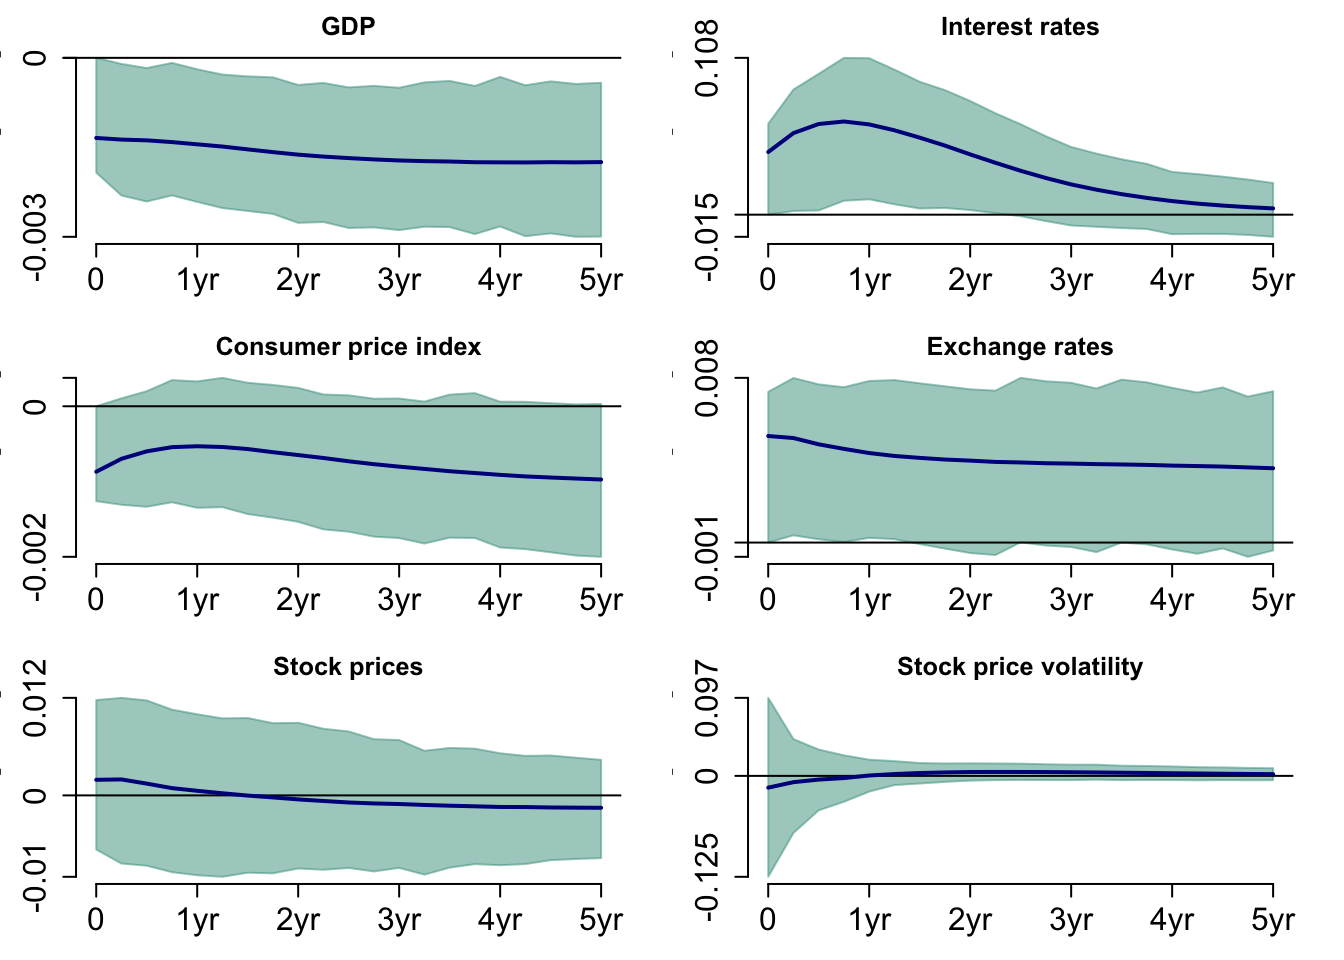 GDP
0
-0.003
0 1yr 2yr 3yr 4yr 5yr
Interest rates
0.108
-0.015
0 1yr 2yr 3yr 4yr 5yr
Consumer price index
0
-0.002
0 1yr 2yr 3yr 4yr 5yr
Exchange rates
0.008
-0.001
0 1yr 2yr 3yr 4yr 5yr
Stock prices
0.012
0
-0.01
0 1yr 2yr 3yr 4yr 5yr
Stock price volatility
0.097
0
-0.125
0 1yr 2yr 3yr 4yr 5yr